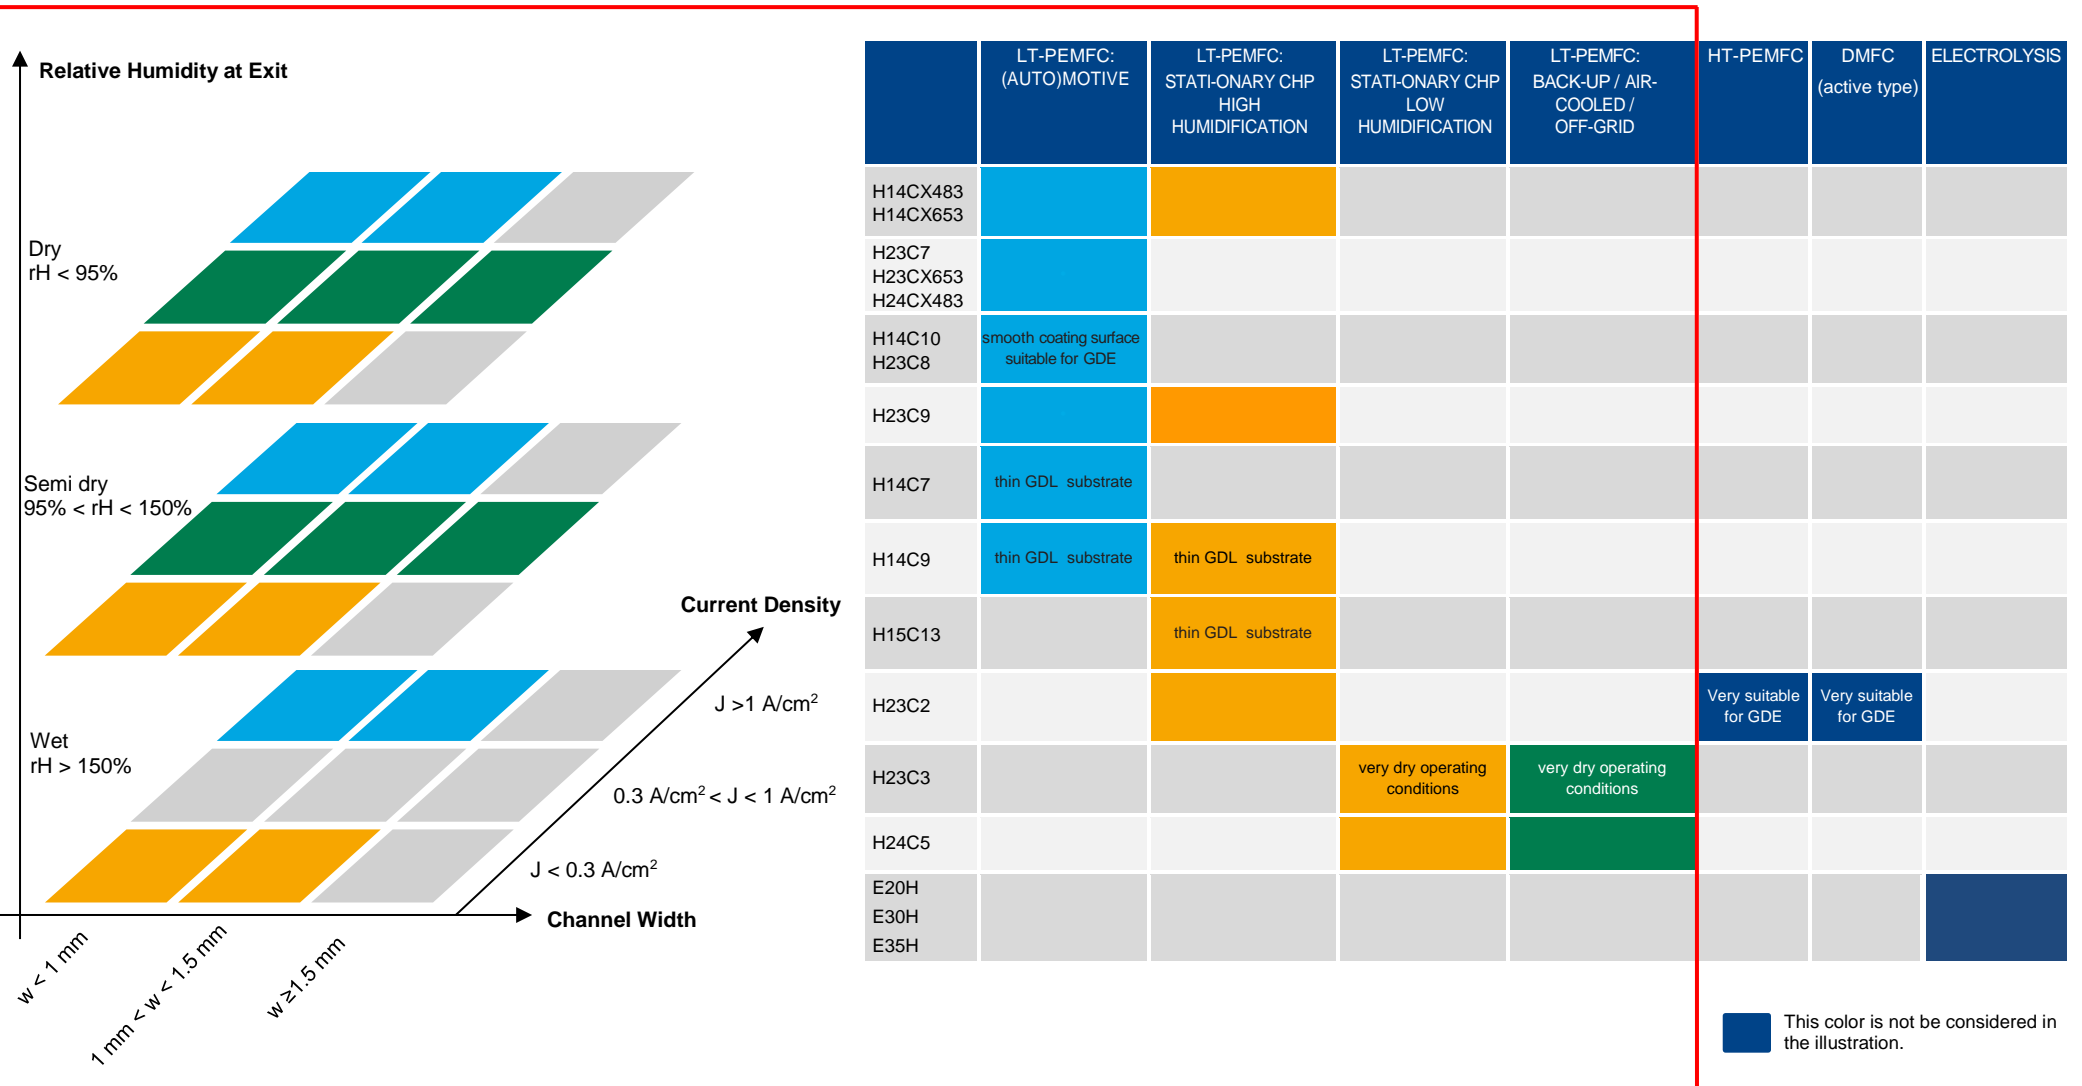 Relative Humidity at Exit
Dry
rH < 95%
Semi dry
95% < rH < 150%
Wet
rH > 150%
Current Density
J >1 A/cm²
0.3 A/cm² < J < 1 A/cm²
J < 0.3 A/cm²
Channel Width
w < 1 mm
1 mm < w < 1.5 mm
w ≥1.5 mm
LT-PEMFC:
(AUTO)MOTIVE
LT-PEMFC:
STATI-ONARY CHP
HIGH
HUMIDIFICATION
LT-PEMFC:
STATI-ONARY CHP
LOW
HUMIDIFICATION
LT-PEMFC:
BACK-UP / AIR-
COOLED /
OFF-GRID
HT-PEMFC
DMFC
(active type)
ELECTROLYSIS
H14CX483
H14CX653
H23C7
H23CX653
H24CX483
H14C10
H23C8
smooth coating surface
suitable for GDE
H23C9
H14C7
thin GDL substrate
H14C9
thin GDL substrate
thin GDL substrate
H15C13
thin GDL substrate
H23C2
Very suitable
for GDE
Very suitable
for GDE
H23C3
very dry operating
conditions
very dry operating
conditions
H24C5
E20H
E30H
E35H
This color is not be considered in
the illustration.